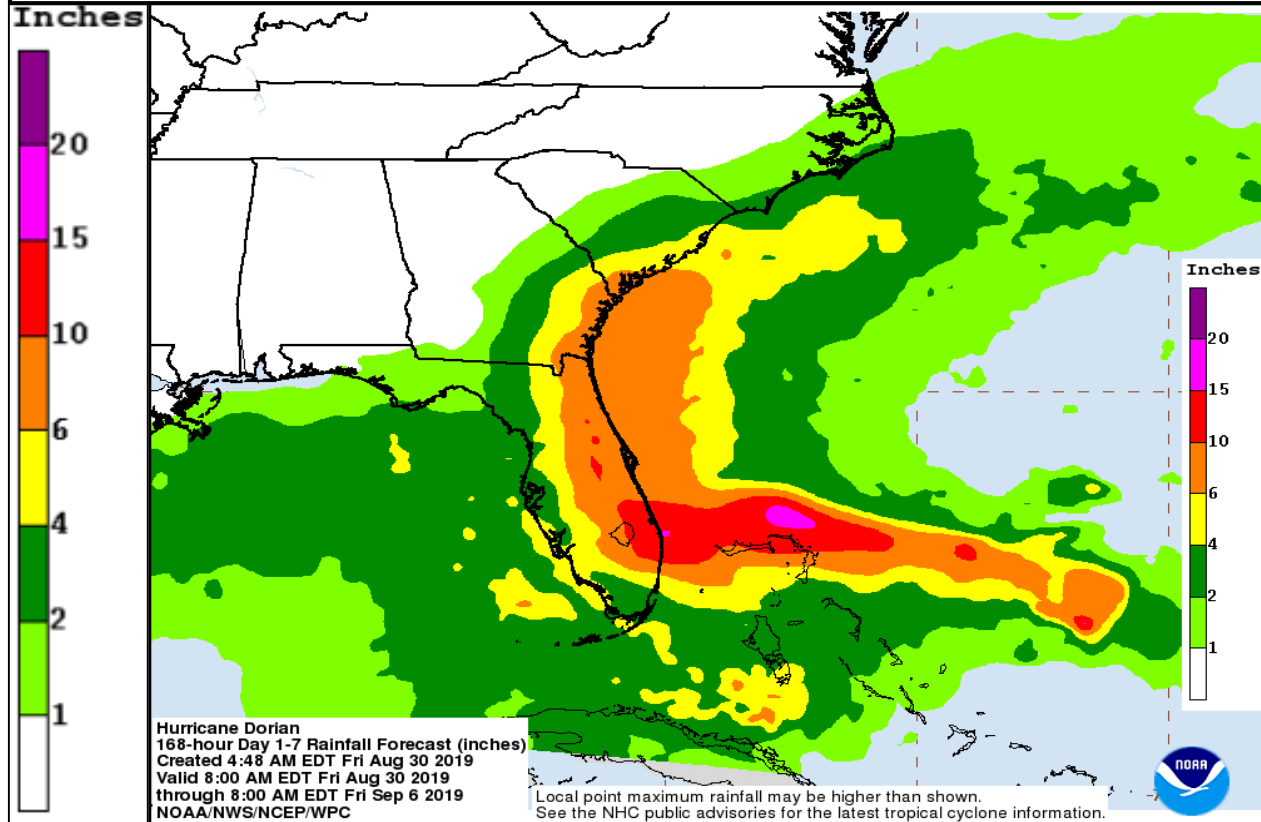 Inches
20
15
10
6
4
2
1
Inches
20
15
10
6
4
2
1
Hurricane Dorian
168-hour Day 1-7 Rainfall Forecast (inches)
Created 4:48 AM EDT Fri Aug 30 2019
Valid 8:00 AM EDT Fri Aug 30 2019
through 8:00 AM EDT Fri Sep 6 2019
NOAA/NWS/NCEP/WPC
Local point maximum rainfall may be higher than shown.
See the NHC public advisories for the latest tropical cyclone information.
NOAA